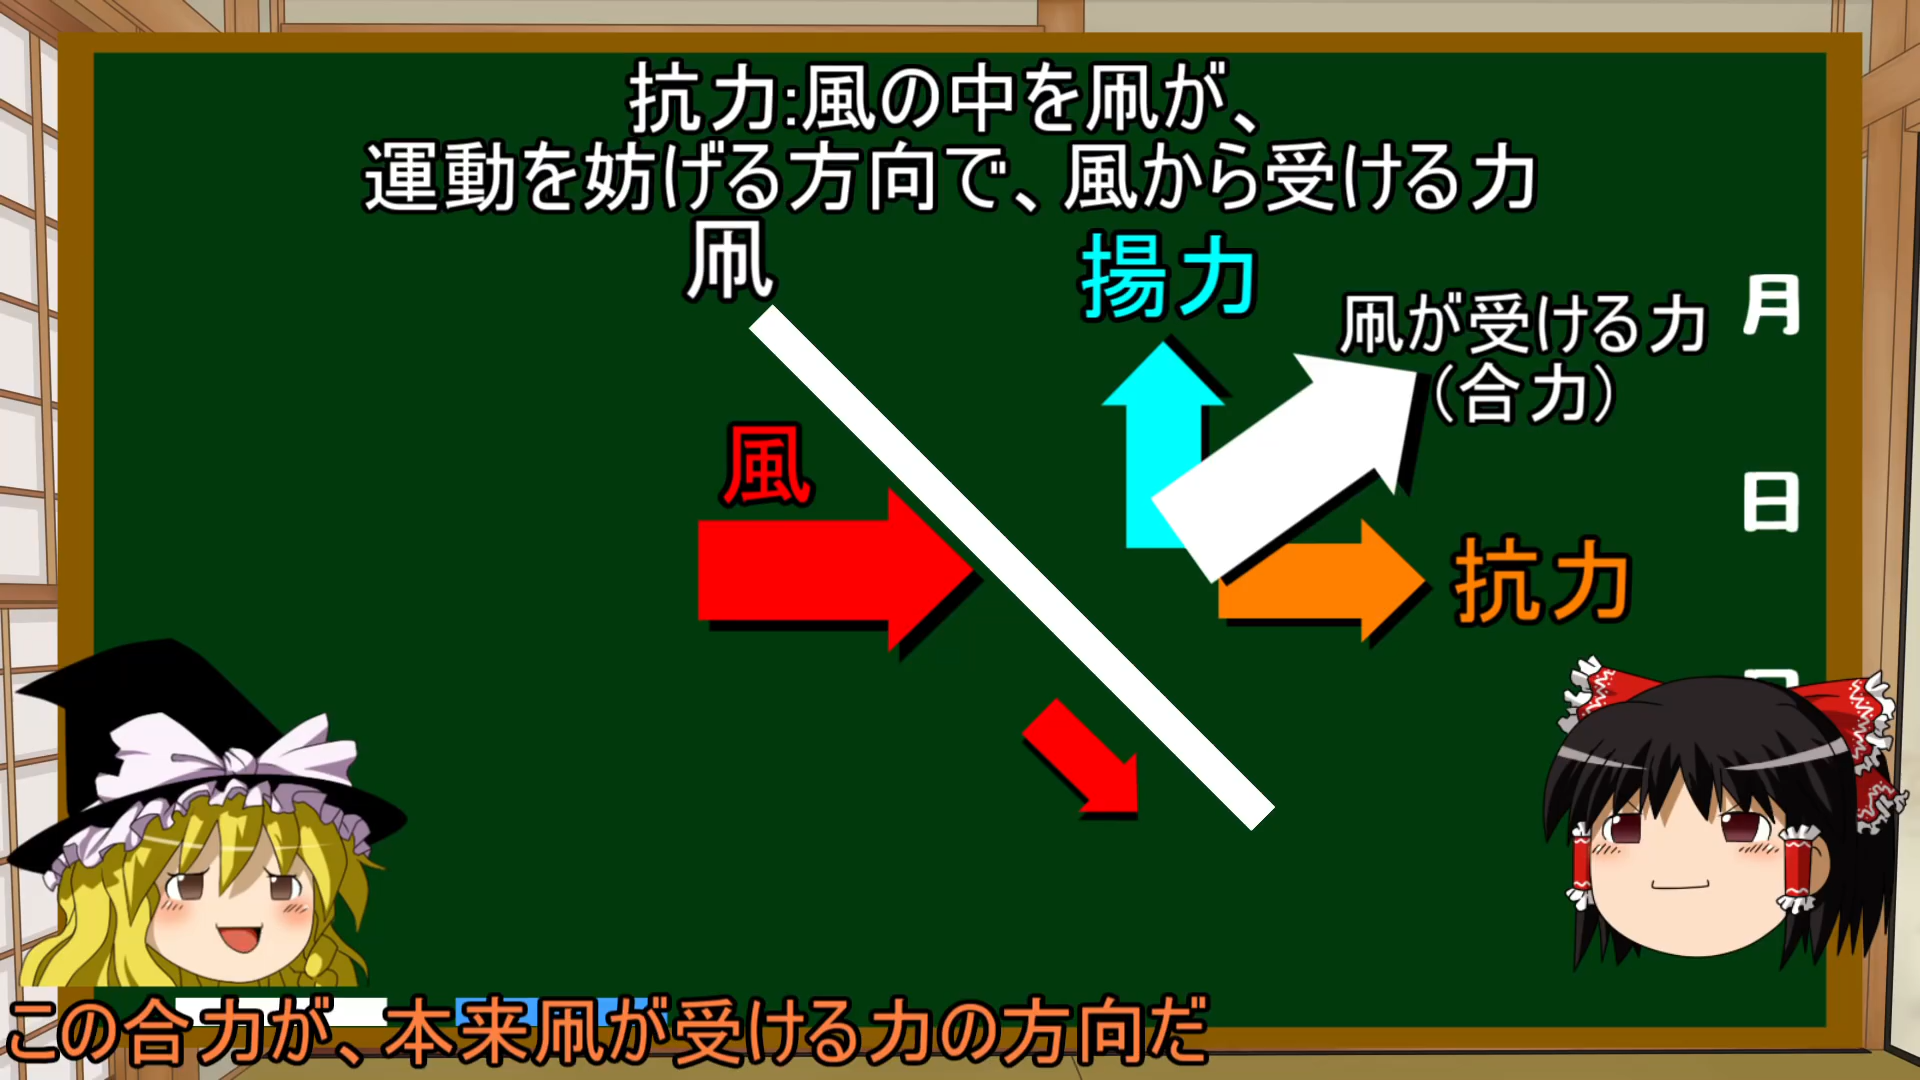 抗力:風の中を凧が、
運動を妨げる方向で、風から受ける力
凧
揚力
凧が受ける力
(合力)
風
抗力
月
日
この合力が、本来凧が受ける力の方向だ